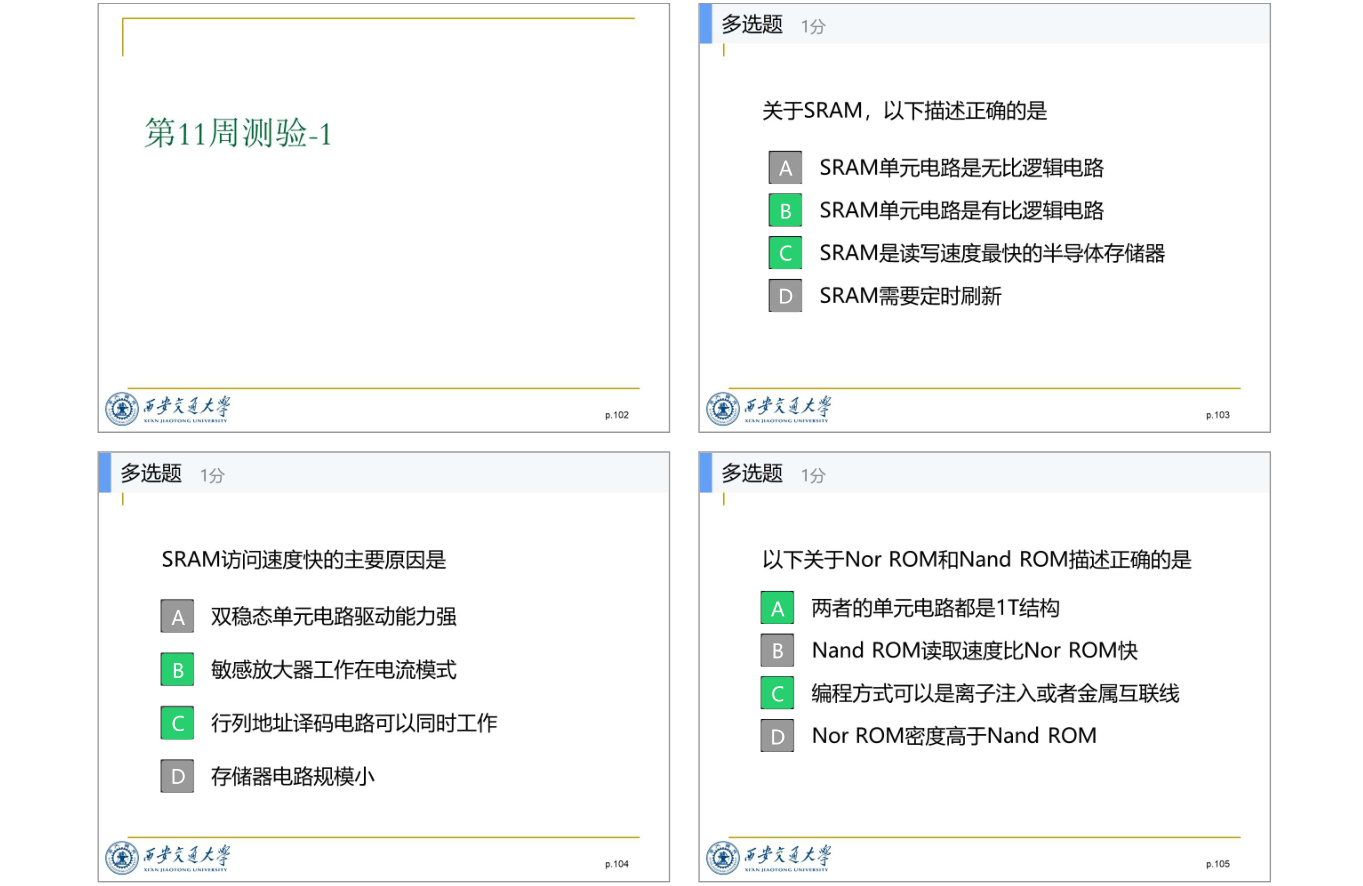 第11周测验-1
西安交通大学
XI'AN JIAOTONG UNIVERSITY
p.102
多选题 1分
关于SRAM，以下描述正确的是
A SRAM单元电路是无比逻辑电路
B SRAM单元电路是有比逻辑电路
C SRAM是读写速度最快的半导体存储器
D SRAM需要定时刷新
西安交通大学
XI'AN JIAOTONG UNIVERSITY
p.103
多选题 1分
SRAM访问速度快的主要原因是
A 双稳态单元电路驱动能力强
B 敏感放大器工作在电流模式
C 行列地址译码电路可以同时工作
D 存储器电路规模小
西安交通大学
XI'AN JIAOTONG UNIVERSITY
p.104
多选题 1分
以下关于Nor ROM和Nand ROM描述正确的是
A 两者的单元电路都是1T结构
B Nand ROM读取速度比Nor ROM快
C 编程方式可以是离子注入或者金属互联线
D Nor ROM密度高于Nand ROM
西安交通大学
XI'AN JIAOTONG UNIVERSITY
p.105